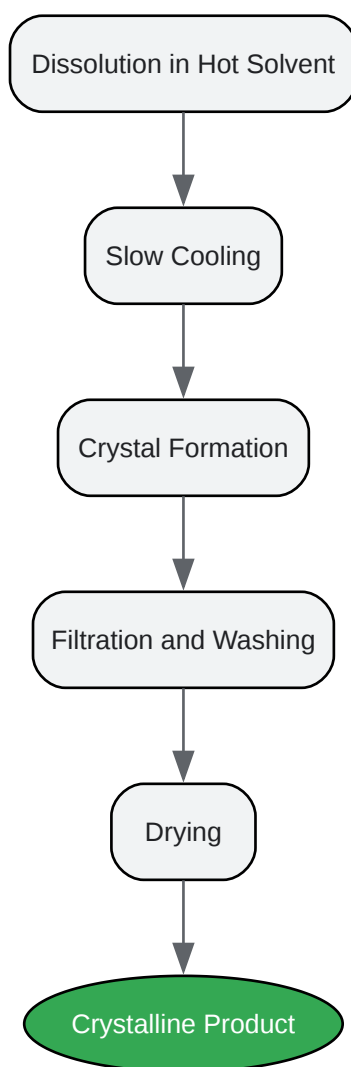 Dissolution in Hot Solvent
Slow Cooling
Crystal Formation
Filtration and Washing
Drying
Crystalline Product